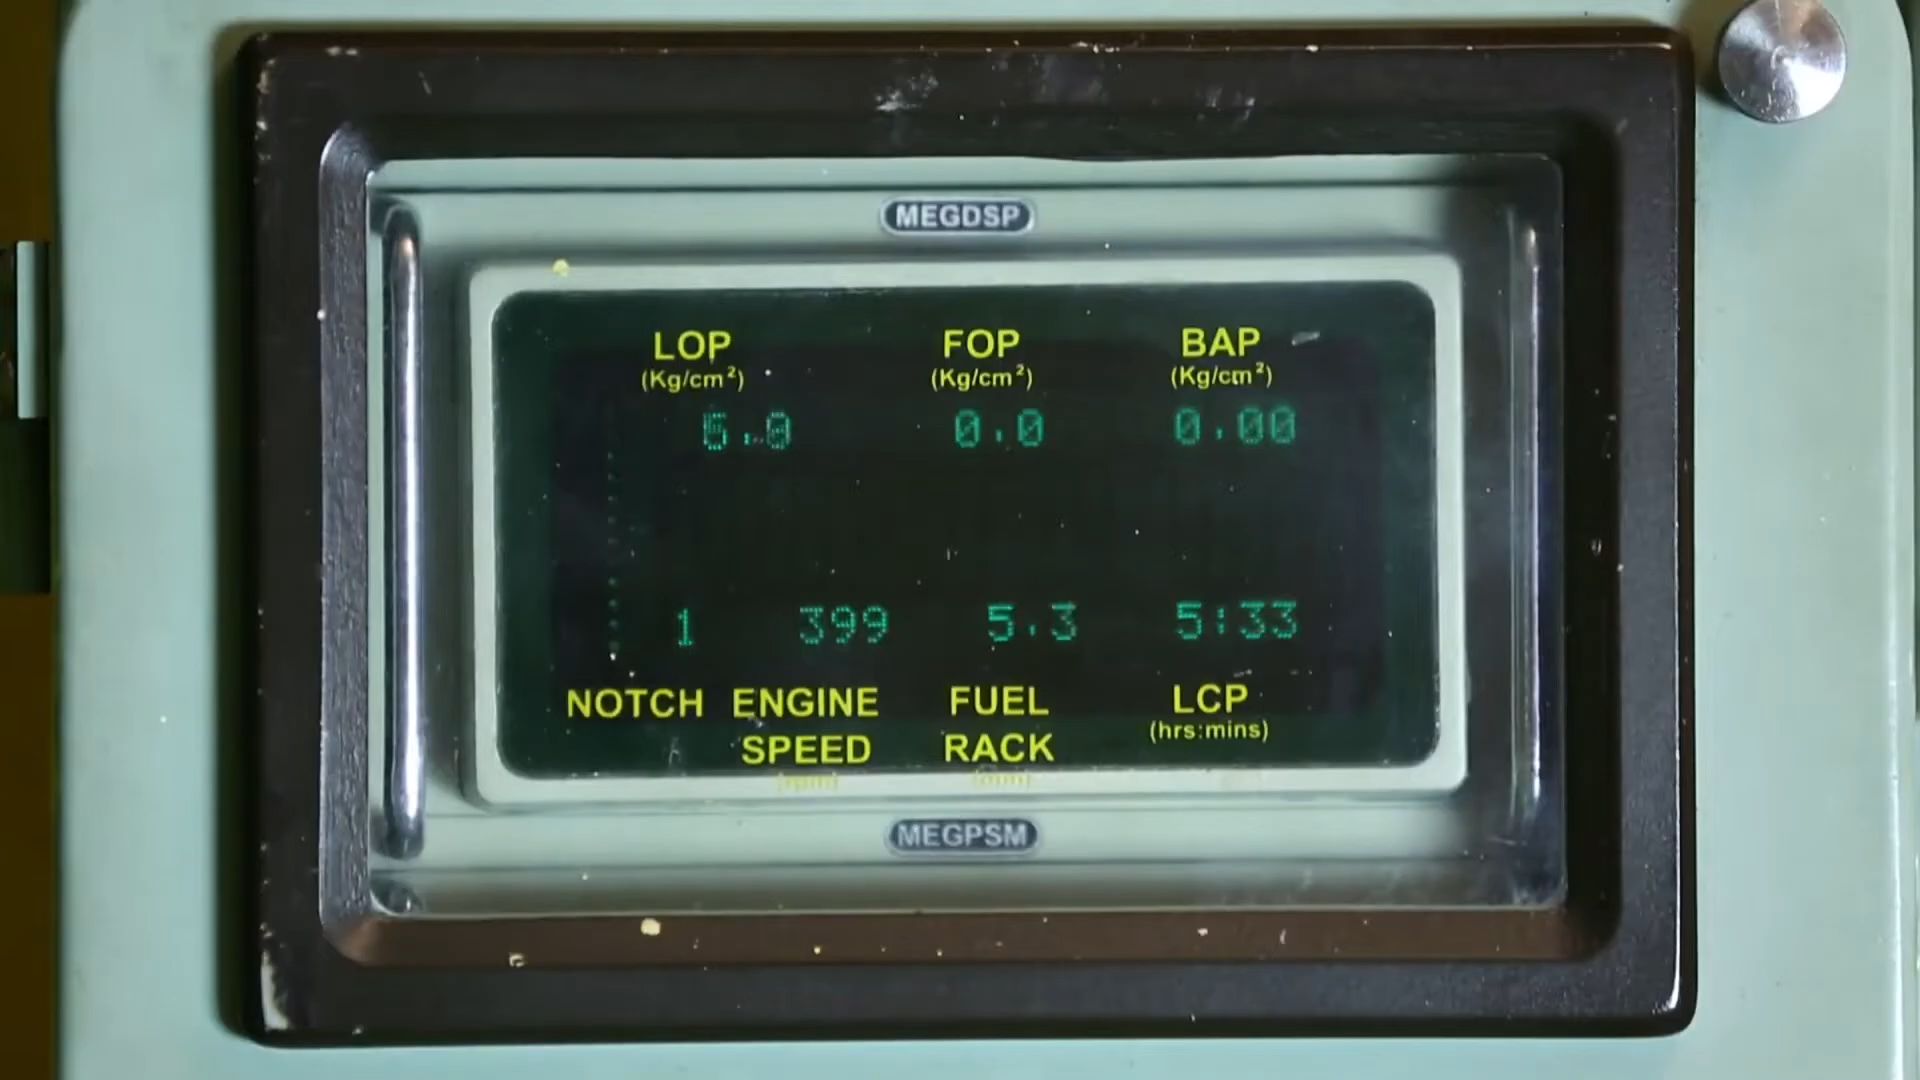 MEGDSP
LOP FOP BAP
(Kg/cm²) (Kg/cm²) (Kg/cm²)
0.0 0.00
1 399 5.3 5:33
NOTCH ENGINE SPEED FUEL RACK LCP
(hrs:mins)
MEGPSM